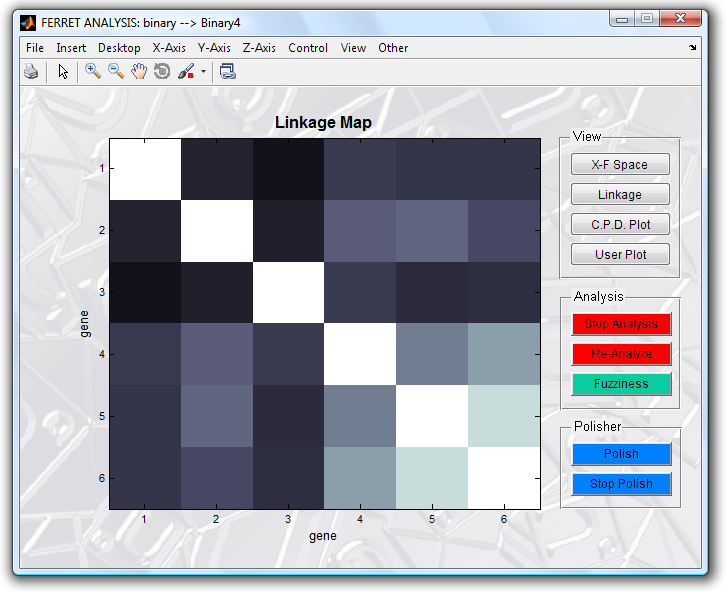 FERRET ANALYSIS: binary --> Binary4
File Insert Desktop X-Axis Y-Axis Z-Axis Control View Other
Linkage Map
1
2
3
4
5
6
gene
1 2 3 4 5 6
gene
View
X-F Space
Linkage
C.P.D. Plot
User Plot
Analysis
Stop Analysis
Re-Analyze
Fuzziness
Polisher
Polish
Stop Polish